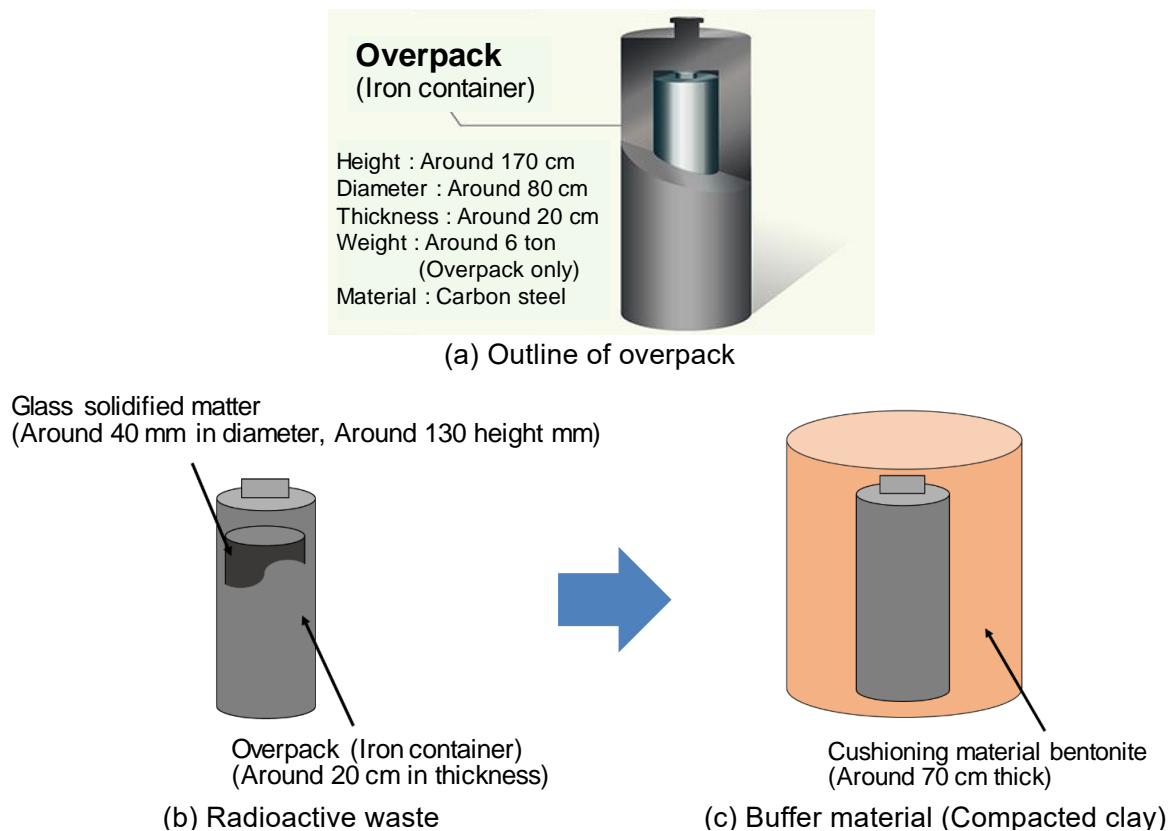 Overpack
(Iron container)
Height : Around 170 cm
Diameter : Around 80 cm
Thickness : Around 20 cm
Weight : Around 6 ton
(Overpack only)
Material : Carbon steel
(a) Outline of overpack
Glass solidified matter
(Around 40 mm in diameter, Around 130 height mm)
Overpack (Iron container)
(Around 20 cm in thickness)
(b) Radioactive waste
Cushioning material bentonite
(Around 70 cm thick)
(c) Buffer material (Compacted clay)